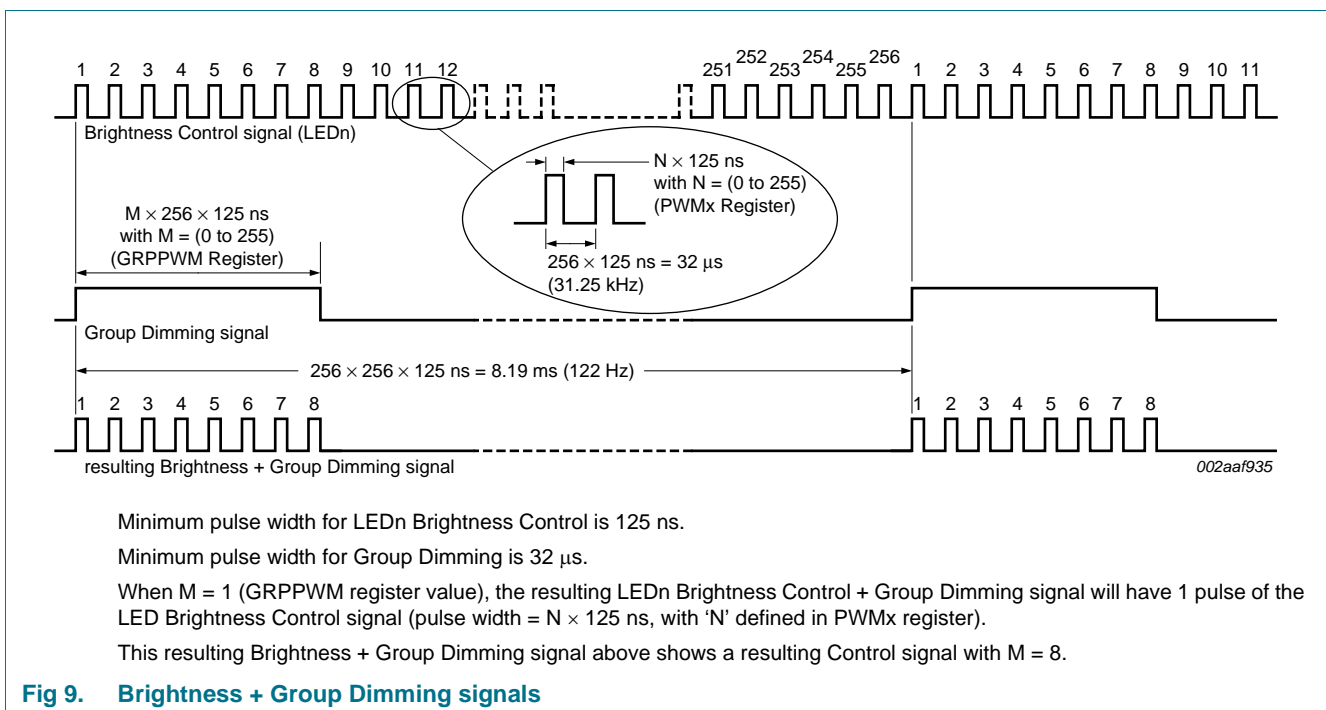 1 2 3 4 5 6 7 8 9 10 11 12 251 252 253 254 255 256 1 2 3 4 5 6 7 8 9 10 11
Brightness Control signal (LEDn)
N × 125 ns
with N = (0 to 255)
(PWMx Register)
M × 256 × 125 ns
with M = (0 to 255)
(GRPPWM Register)
256 × 125 ns = 32 μs
(31.25 kHz)
Group Dimming signal
256 × 256 × 125 ns = 8.19 ms (122 Hz)
1 2 3 4 5 6 7 8 1 2 3 4 5 6 7 8
resulting Brightness + Group Dimming signal
002aaf935
Minimum pulse width for LEDn Brightness Control is 125 ns.
Minimum pulse width for Group Dimming is 32 μs.
When M = 1 (GRPPWM register value), the resulting LEDn Brightness Control + Group Dimming signal will have 1 pulse of the
LED Brightness Control signal (pulse width = N × 125 ns, with ‘N’ defined in PWMx register).
This resulting Brightness + Group Dimming signal above shows a resulting Control signal with M = 8.
Fig 9. Brightness + Group Dimming signals